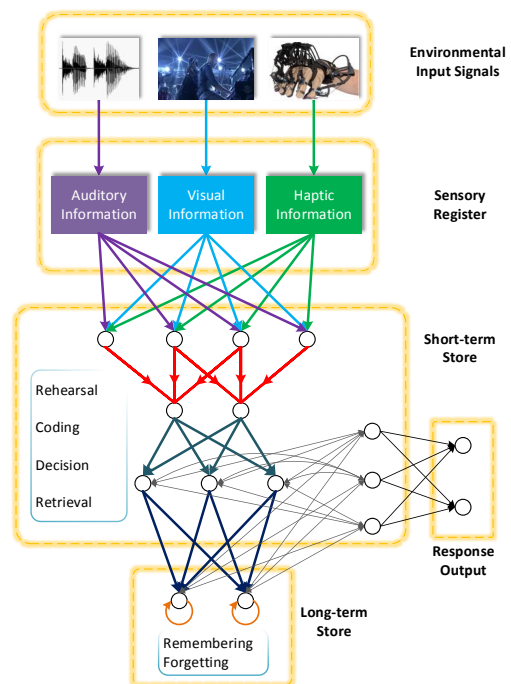 Environmental
Input Signals
Auditory
Information
Visual
Information
Haptic
Information
Sensory
Register
Short-term
Store
Rehearsal
Coding
Decision
Retrieval
Response
Output
Long-term
Store
Remembering
Forgetting